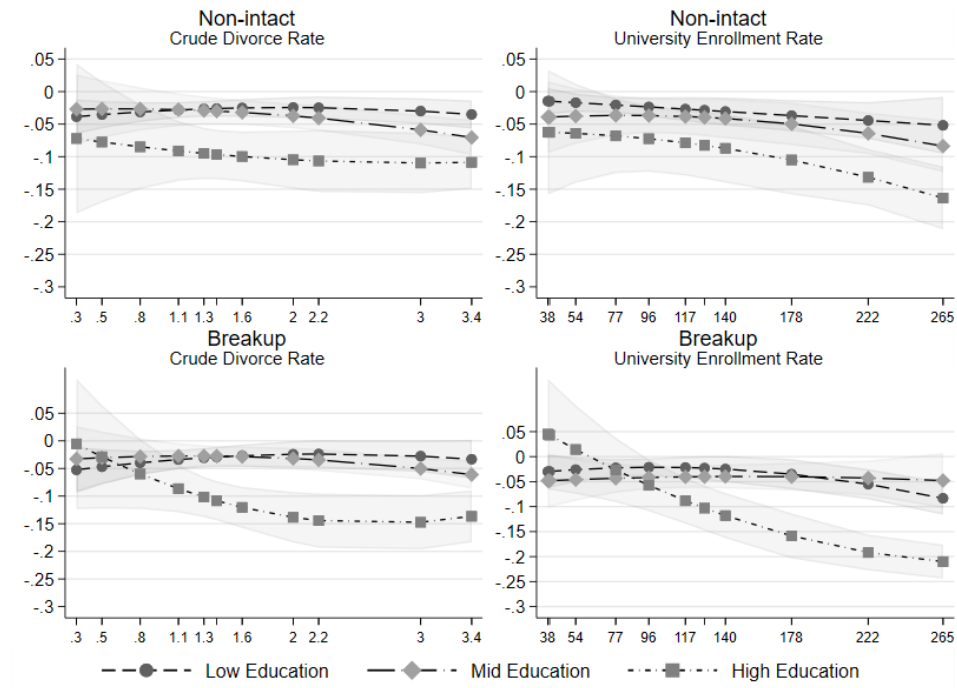 Non-intact
Crude Divorce Rate
.05
0
-.05
-.1
-.15
-.2
-.25
-.3
.3 .5 .8 1.1 1.3 1.6 2 2.2 3 3.4
Non-intact
University Enrollment Rate
.05
0
-.05
-.1
-.15
-.2
-.25
-.3
38 54 77 96 117 140 178 222 265
Breakup
Crude Divorce Rate
.05
0
-.05
-.1
-.15
-.2
-.25
-.3
.3 .5 .8 1.1 1.3 1.6 2 2.2 3 3.4
Breakup
University Enrollment Rate
.05
0
-.05
-.1
-.15
-.2
-.25
-.3
38 54 77 96 117 140 178 222 265
Low Education Mid Education High Education